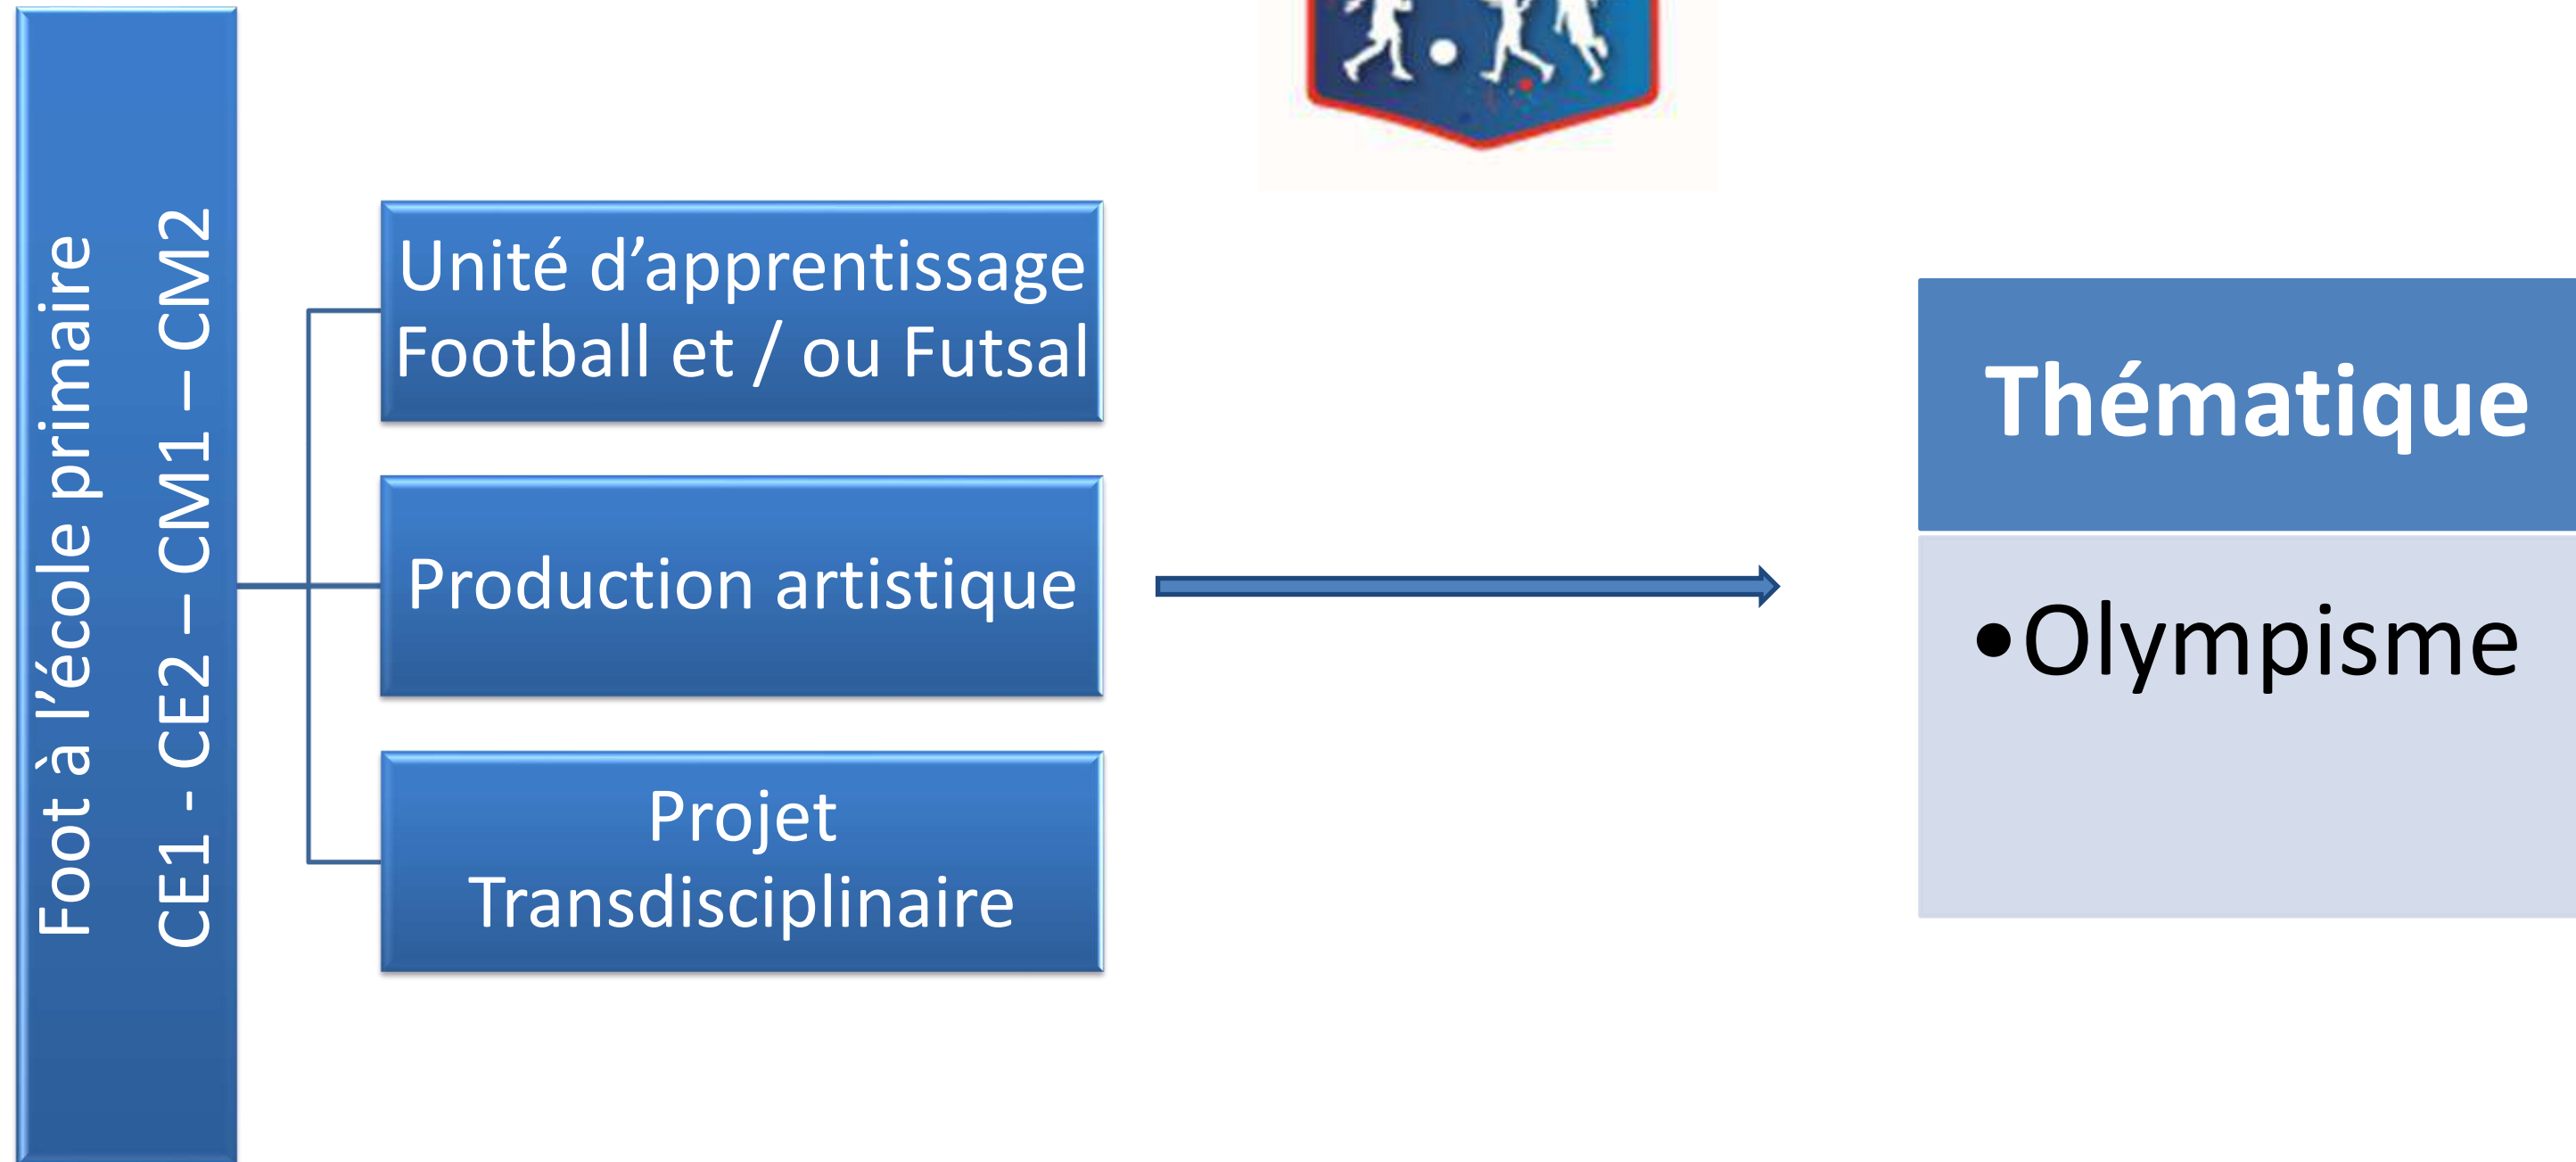 Foot à l’école primaire
CE1 - CE2 – CM1 – CM2
Unité d’apprentissage
Football et / ou Futsal
Production artistique
Projet
Transdisciplinaire
Thématique
•Olympisme